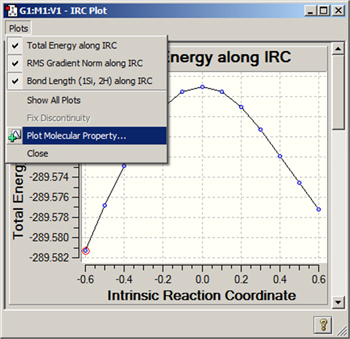 G1:M1:V1 - IRC Plot
Plots
Total Energy along IRC
RMS Gradient Norm along IRC
Bond Length (1Si, 2H) along IRC
Show All Plots
Fix Discontinuity
Plot Molecular Property...
Close
Energy along IRC
Total Energ
-289.574
-289.576
-289.578
-289.580
-289.582
-0.6 -0.4 -0.2 0.0 0.2 0.4 0.6
Intrinsic Reaction Coordinate
?